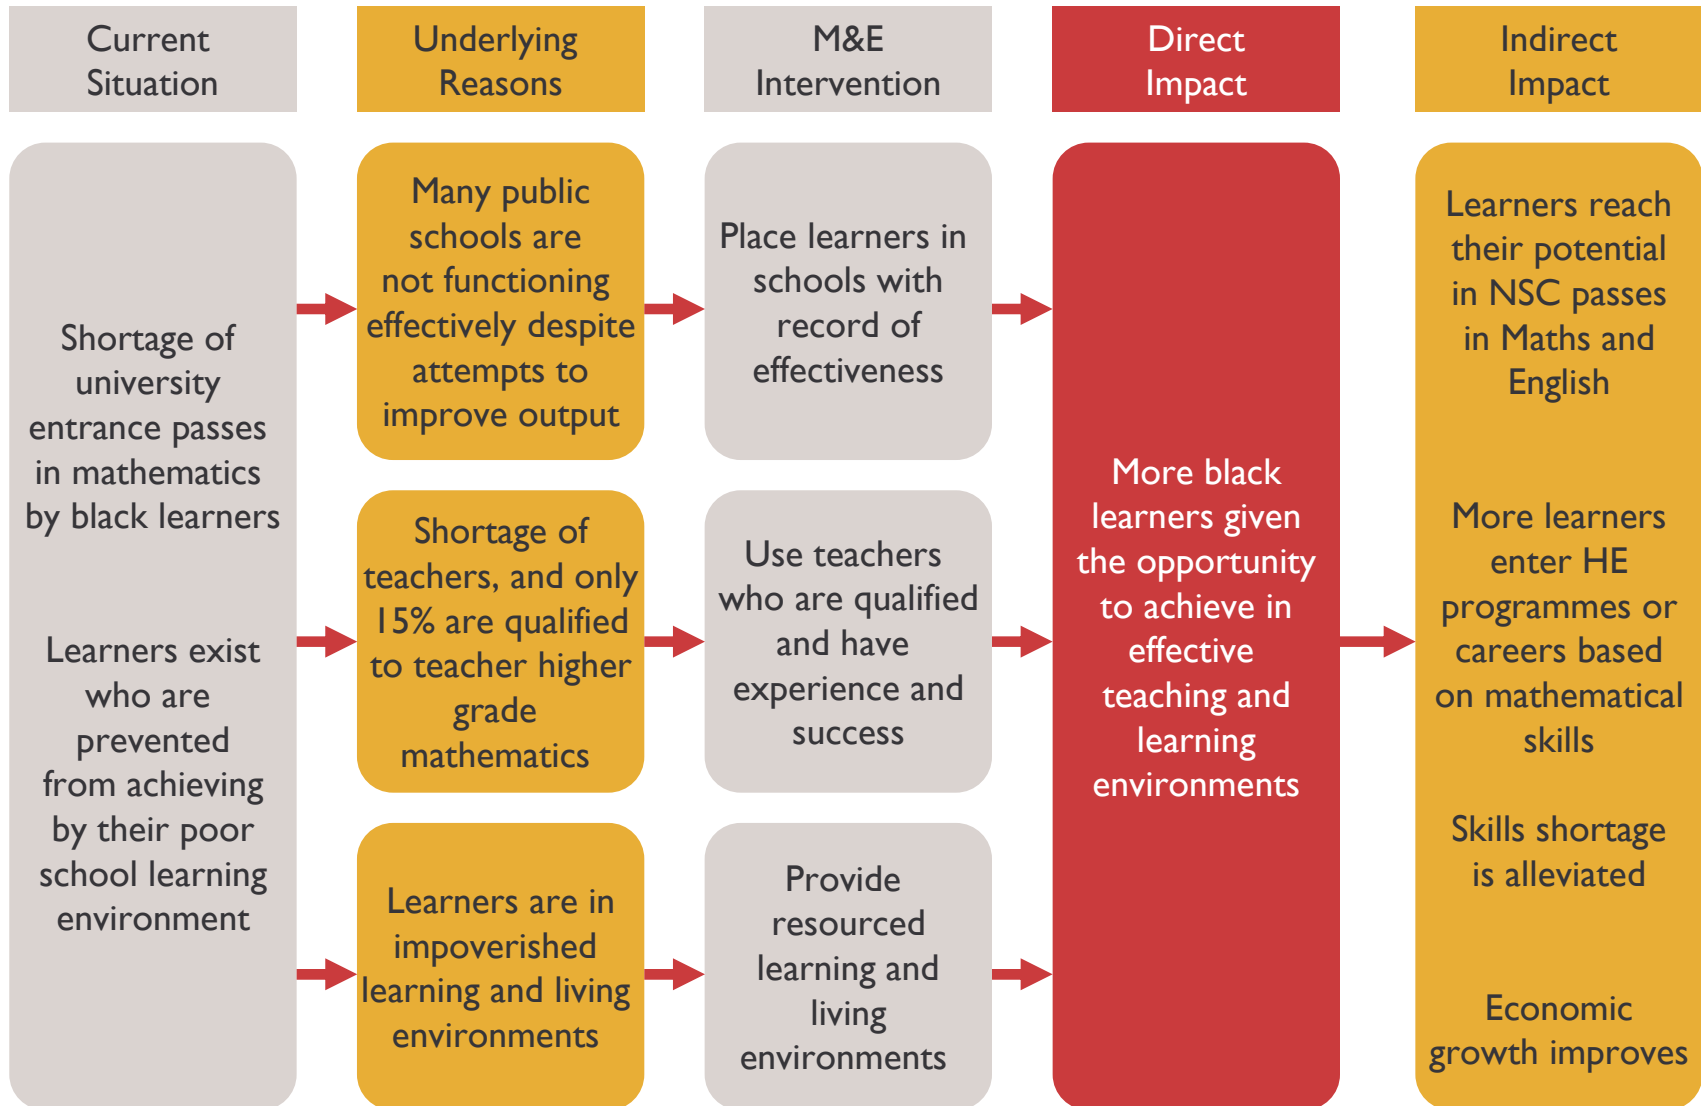 Current
Situation
Underlying
Reasons
M&E
Intervention
Direct
Impact
Indirect
Impact
Shortage of
university
entrance passes
in mathematics
by black learners
Learners exist
who are
prevented
from achieving
by their poor
school learning
environment
Many public
schools are
not functioning
effectively despite
attempts to
improve output
Shortage of
teachers, and only
15% are qualified
to teacher higher
grade
mathematics
Learners are in
impoverished
learning and living
environments
Place learners in
schools with
record of
effectiveness
Use teachers
who are qualified
and have
experience and
success
Provide
resourced
learning and
living
environments
More black
learners given
the opportunity
to achieve in
effective
teaching and
learning
environments
Learners reach
their potential
in NSC passes
in Maths and
English
More learners
enter HE
programmes or
careers based
on mathematical
skills
Skills shortage
is alleviated
Economic
growth improves